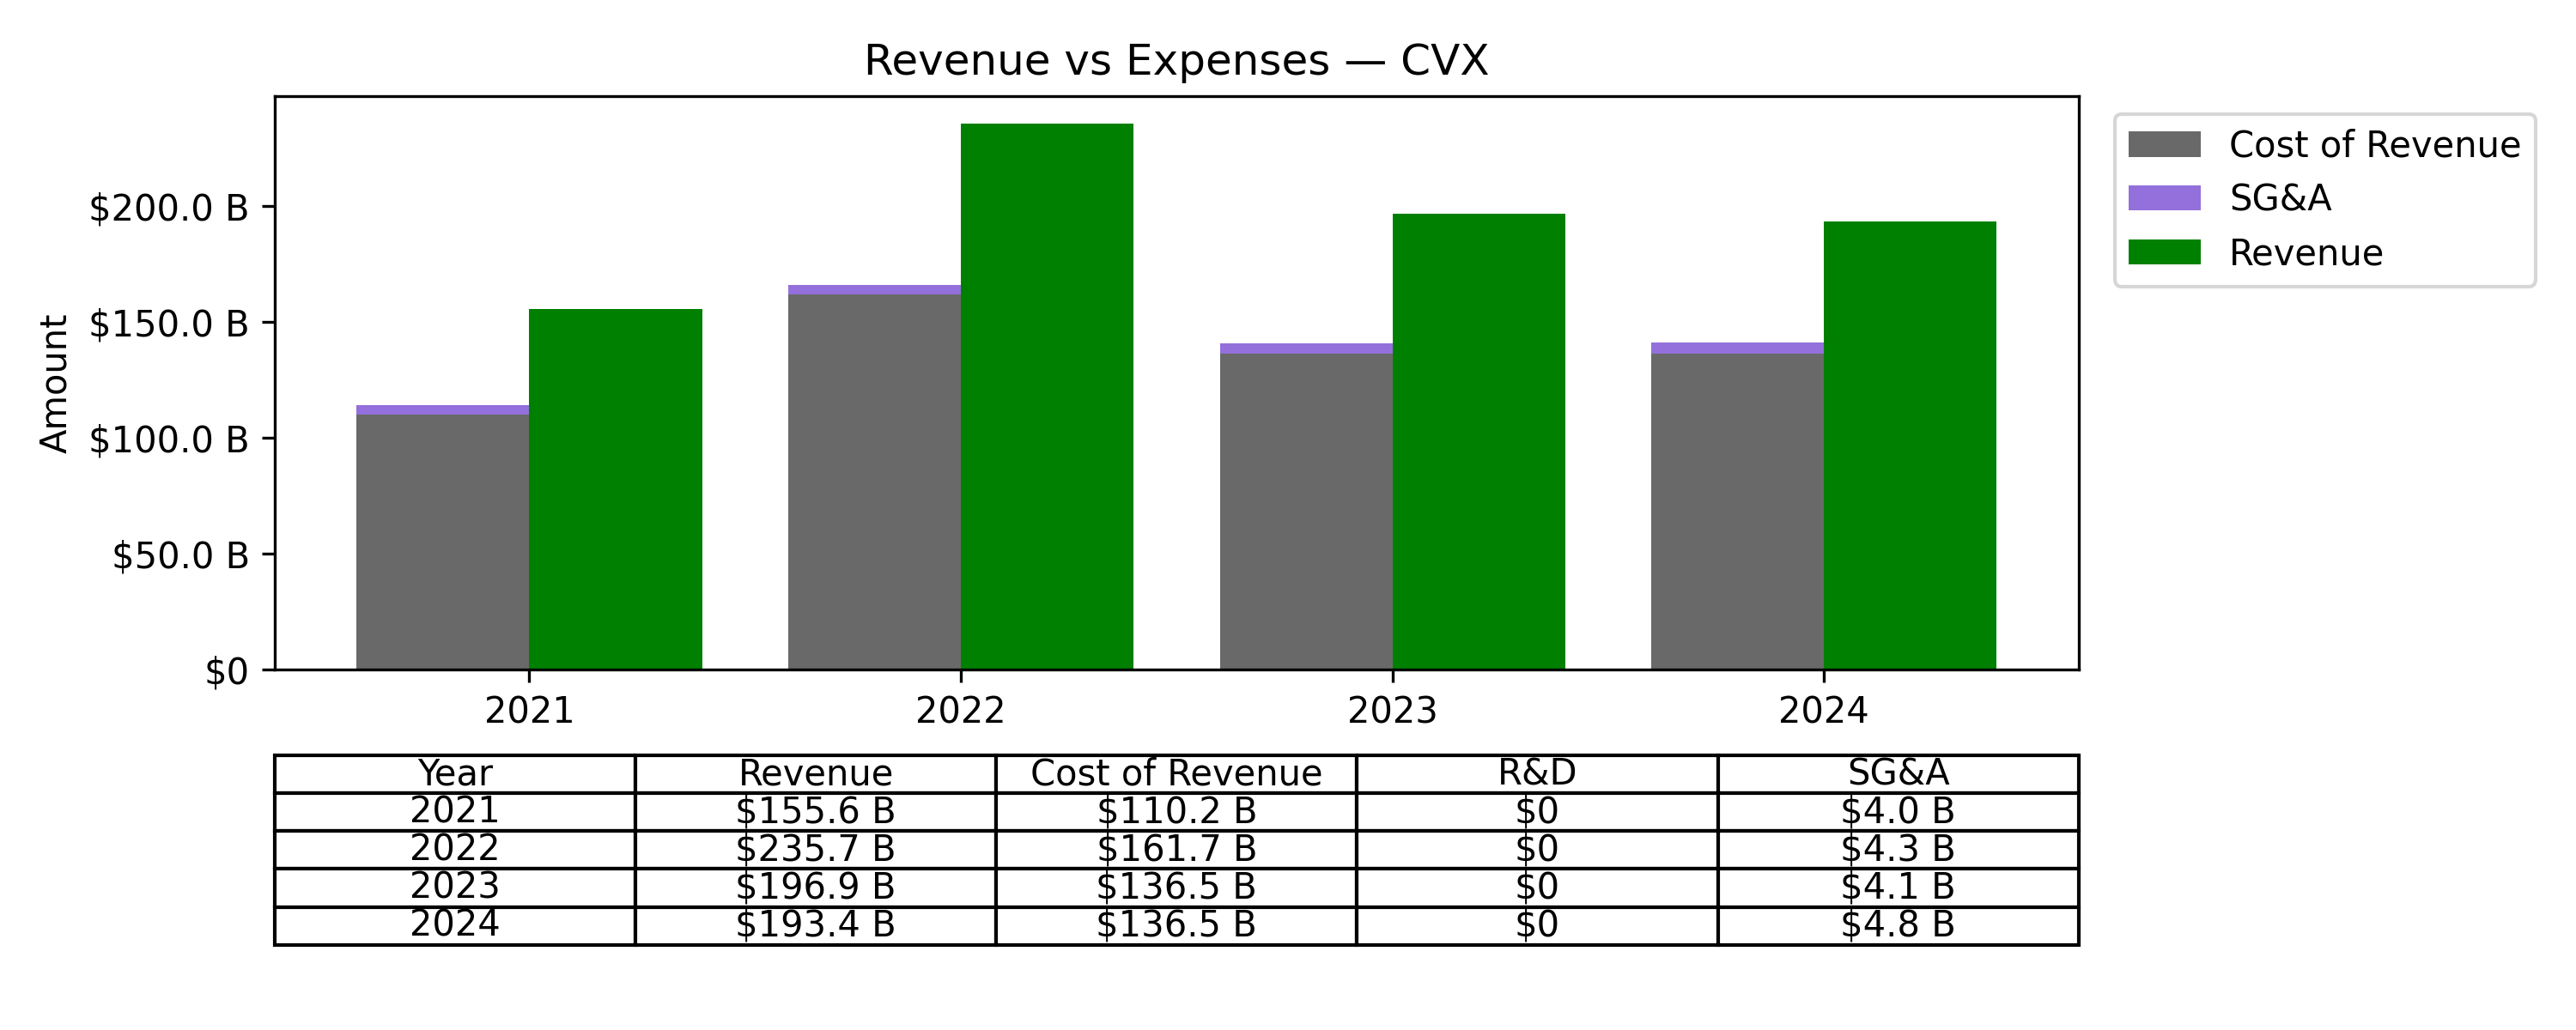 Revenue vs Expenses — CVX
Cost of Revenue
SG&A
Revenue
Amount
$200.0 B
$150.0 B
$100.0 B
$50.0 B
$0
2021 2022 2023 2024
Year Revenue Cost of Revenue R&D SG&A
2021 $155.6 B $110.2 B $0 $4.0 B
2022 $235.7 B $161.7 B $0 $4.3 B
2023 $196.9 B $136.5 B $0 $4.1 B
2024 $193.4 B $136.5 B $0 $4.8 B